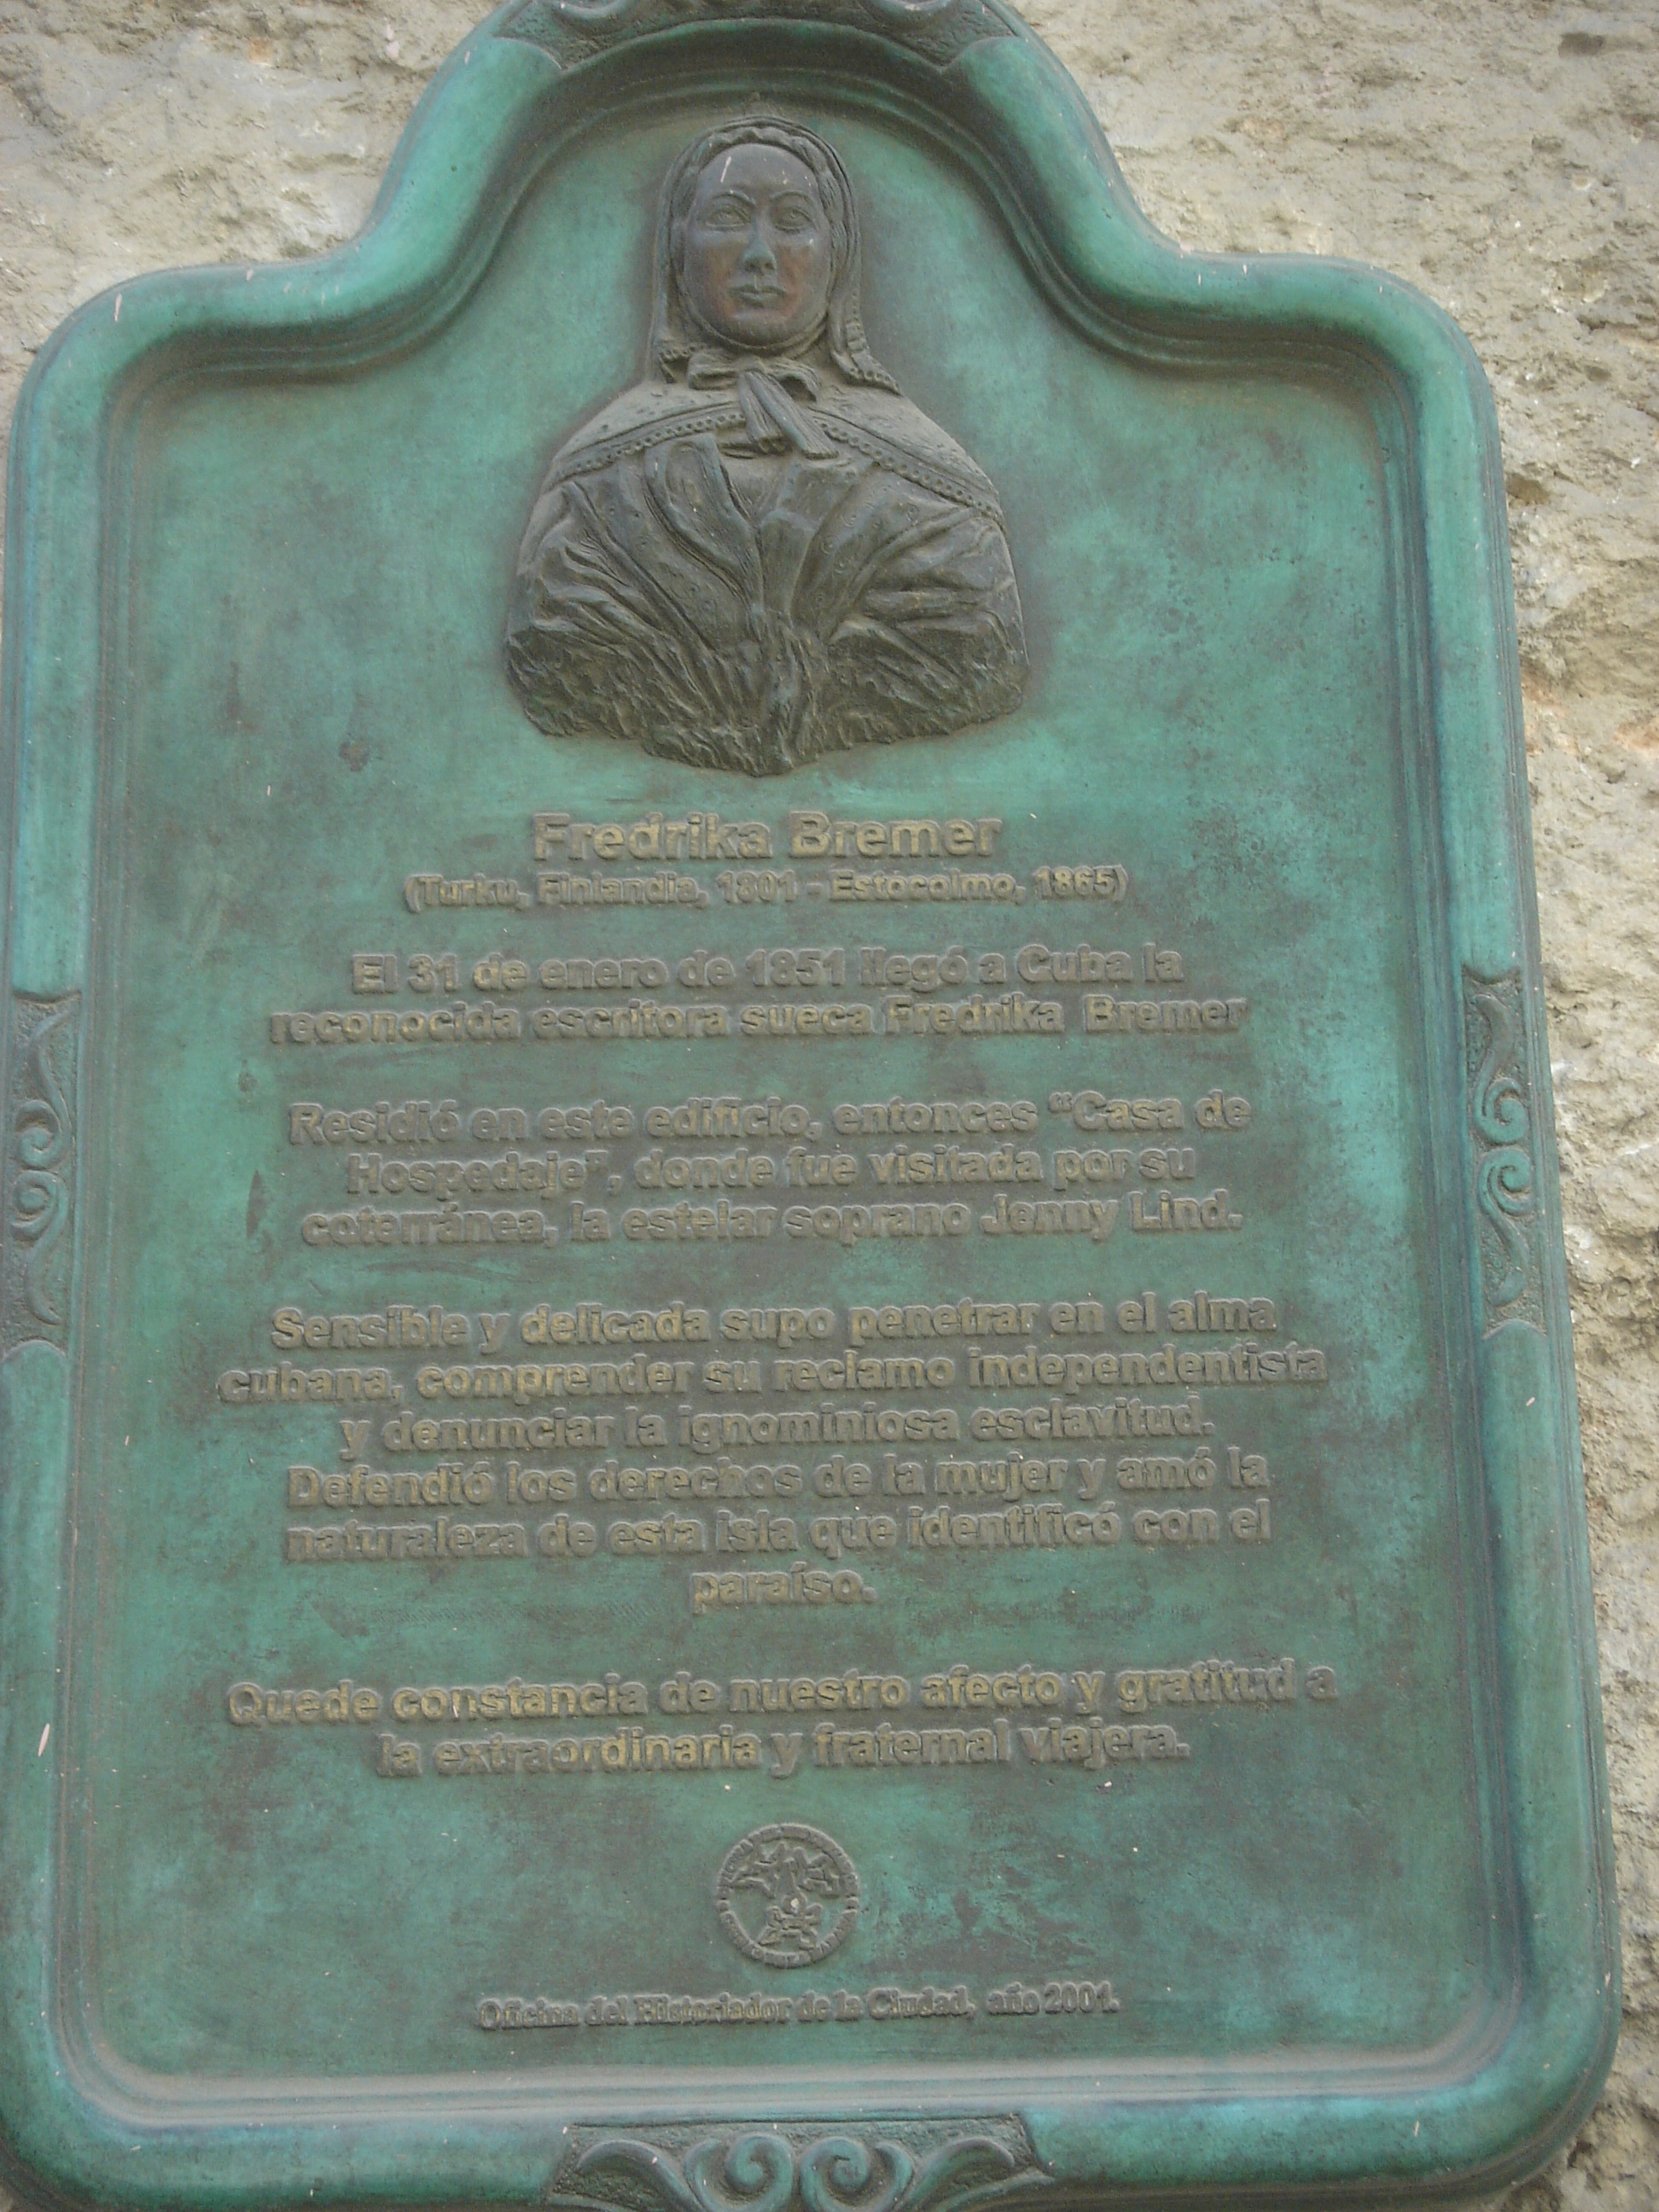 Fredrika Bremer
(Turku, Finlandia, 1801 - Estocolmo, 1865)
El 31 de enero de 1851 llegó a Cuba la
reconocida escritora sueca Fredrika Bremer
Residió en este edificio, entonces "Casa de
Hospedaje", donde fue visitada por su
coterránea, la estelar soprano Jenny Lind.
Sensible y delicada supo penetrar en el alma
cubana, comprender su reclamo independentista
y denunciar la ignominiosa esclavitud.
Defendió los derechos de la mujer y amó la
naturaleza de esta isla que identificó con el
paraíso.
Quede constancia de nuestro afecto y gratitud a
la extraordinaria y fraternal viajera.
Oficina del Historiador de la Ciudad, año 2001.